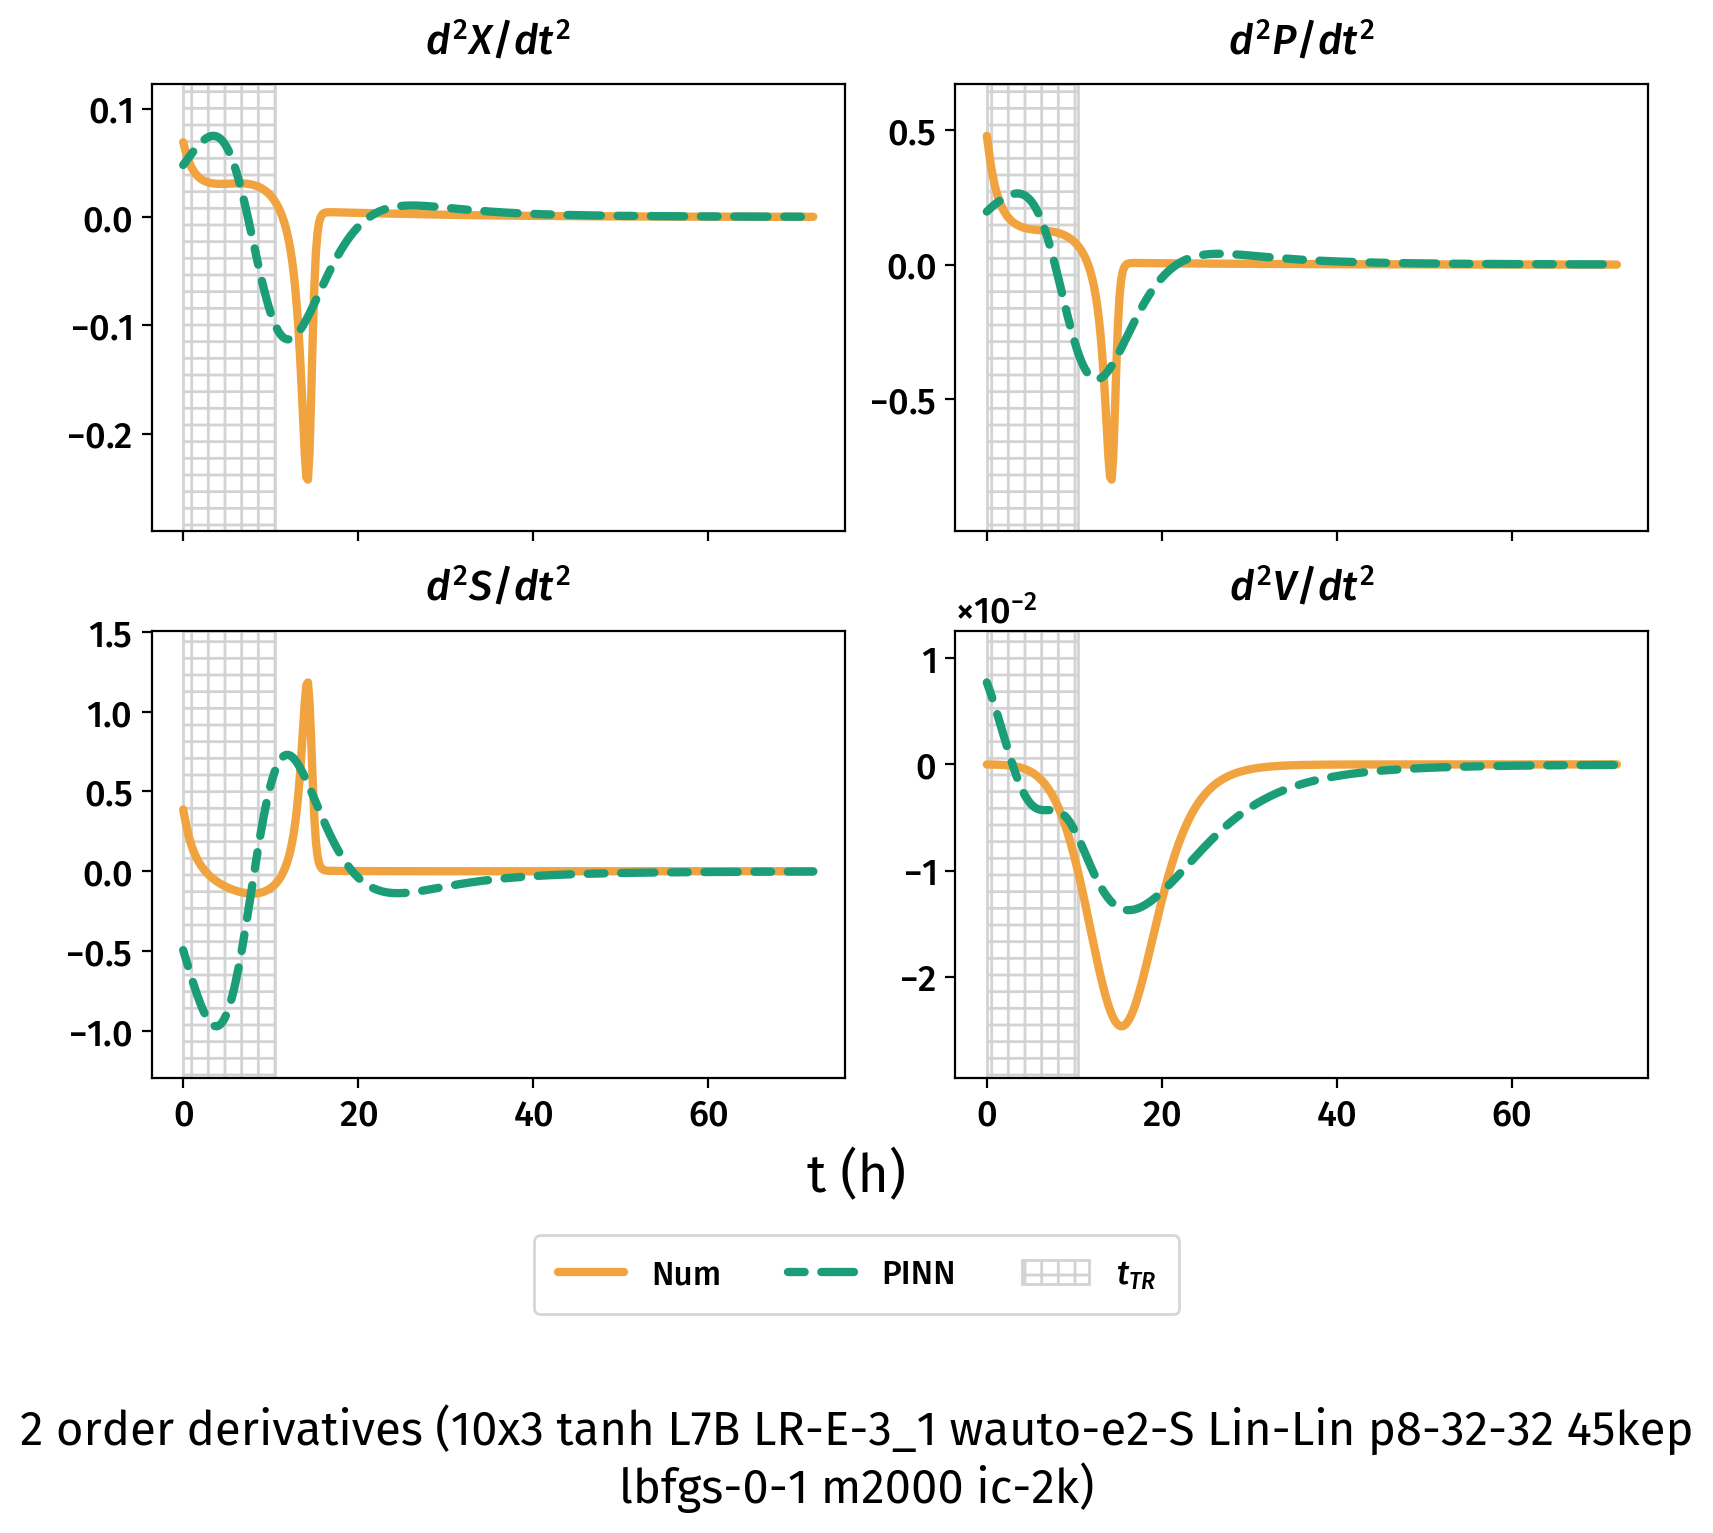 d²X/dt²
d²P/dt²
0.1
0.0
−0.1
−0.2
0.5
0.0
−0.5
d²S/dt²
d²V/dt²
×10⁻²
1.5
1.0
0.5
0.0
−0.5
−1.0
1
0
−1
−2
0 20 40 60
0 20 40 60
t (h)
Num PINN t_TR
2 order derivatives (10x3 tanh L7B LR-E-3_1 wauto-e2-S Lin-Lin p8-32-32 45kep
lbfgs-0-1 m2000 ic-2k)